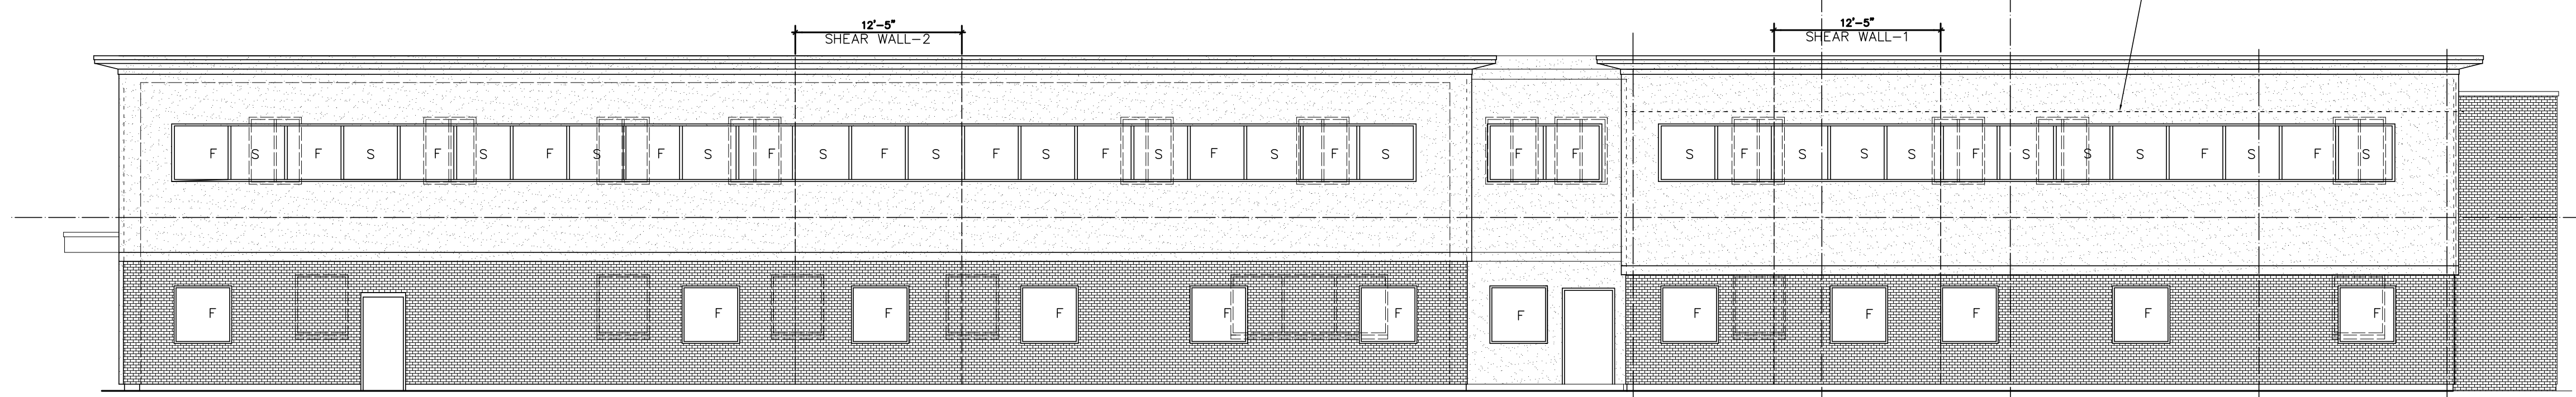 12'-5"
SHEAR WALL-2
12'-5"
SHEAR WALL-1
F S F S F S F S F S F S F S F S F S F S F S
F F
S F S S S F S S S F S F S
F F F F F F
F
F F F F F